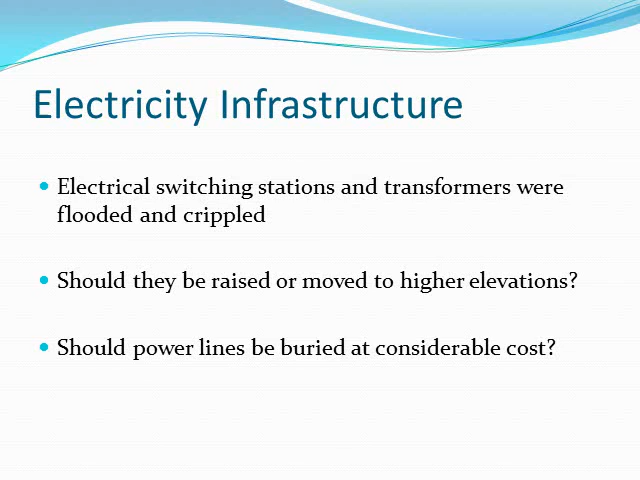 Electricity Infrastructure
Electrical switching stations and transformers were
flooded and crippled
Should they be raised or moved to higher elevations?
Should power lines be buried at considerable cost?